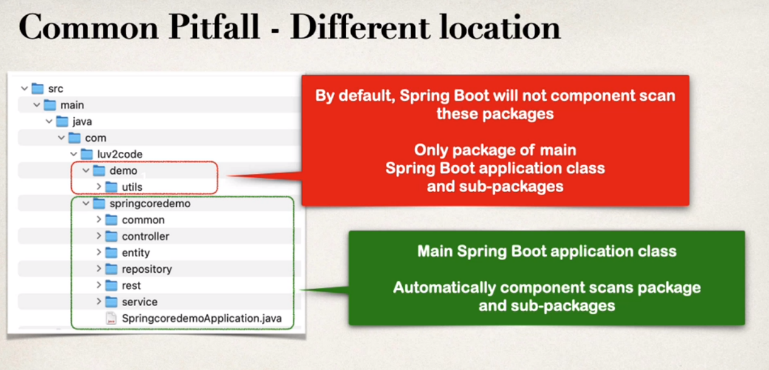 Common Pitfall - Different location
src
main
java
com
luv2code
demo
utils
springcoredemo
common
controller
entity
repository
rest
service
SpringcoredemoApplication.java
By default, Spring Boot will not component scan
these packages
Only package of main
Spring Boot application class
and sub-packages
Main Spring Boot application class
Automatically component scans package
and sub-packages